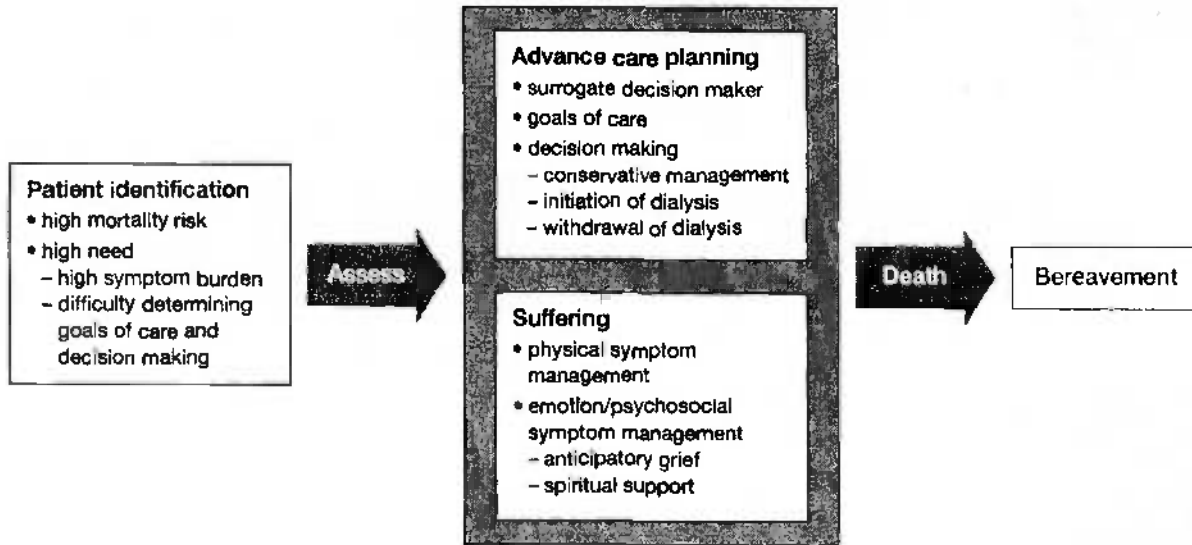 Patient identification
• high mortality risk
• high need
– high symptom burden
– difficulty determining
goals of care and
decision making
Assess
Advance care planning
• surrogate decision maker
• goals of care
• decision making
– conservative management
– initiation of dialysis
– withdrawal of dialysis
Suffering
• physical symptom
management
• emotion/psychosocial
symptom management
– anticipatory grief
– spiritual support
Death
Bereavement